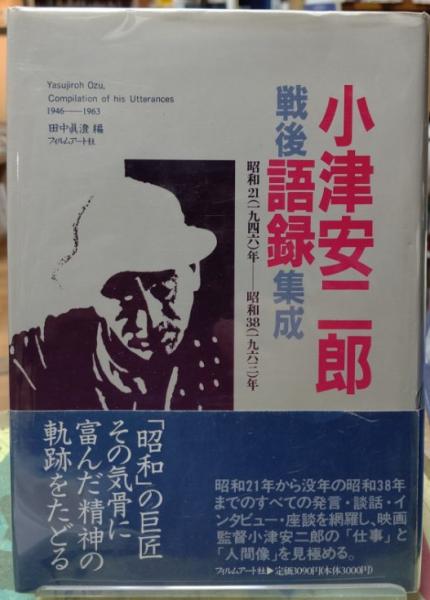 Yasujiroh Ozu,
Compilation of his Utterances
1946——1963
田中眞澄 編
フィルムアート社
小津安二郎
戦後語録集成
昭和21(一九四六)年——昭和38(一九六三)年
「昭和」の巨匠
その気骨に
富んだ精神の
軌跡をたどる
昭和21年から没年の昭和38年
までのすべての発言・談話・イ
ンタビュー・座談を網羅し、映画
監督小津安二郎の「仕事」と
「人間像」を見極める。
フィルムアート社▶定価3090円(本体3000円)